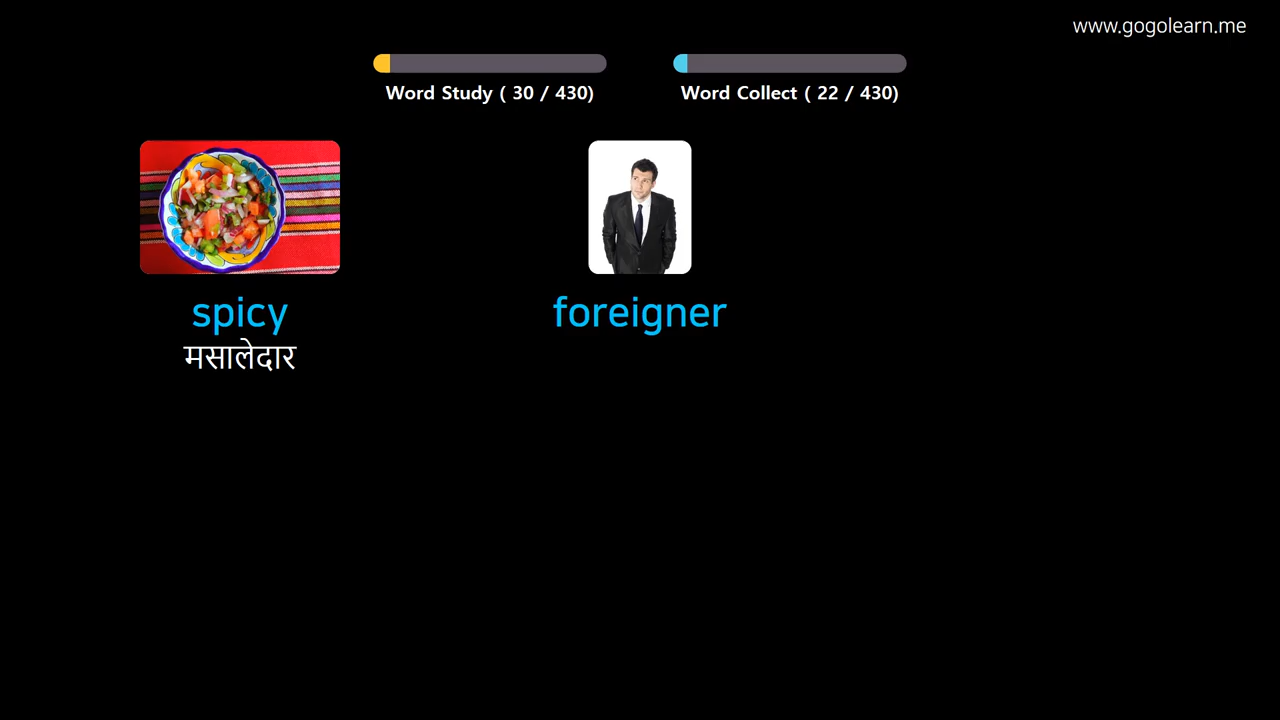 www.gogolearn.me
Word Study ( 30 / 430)
Word Collect ( 22 / 430)
spicy
मसालेदार
foreigner